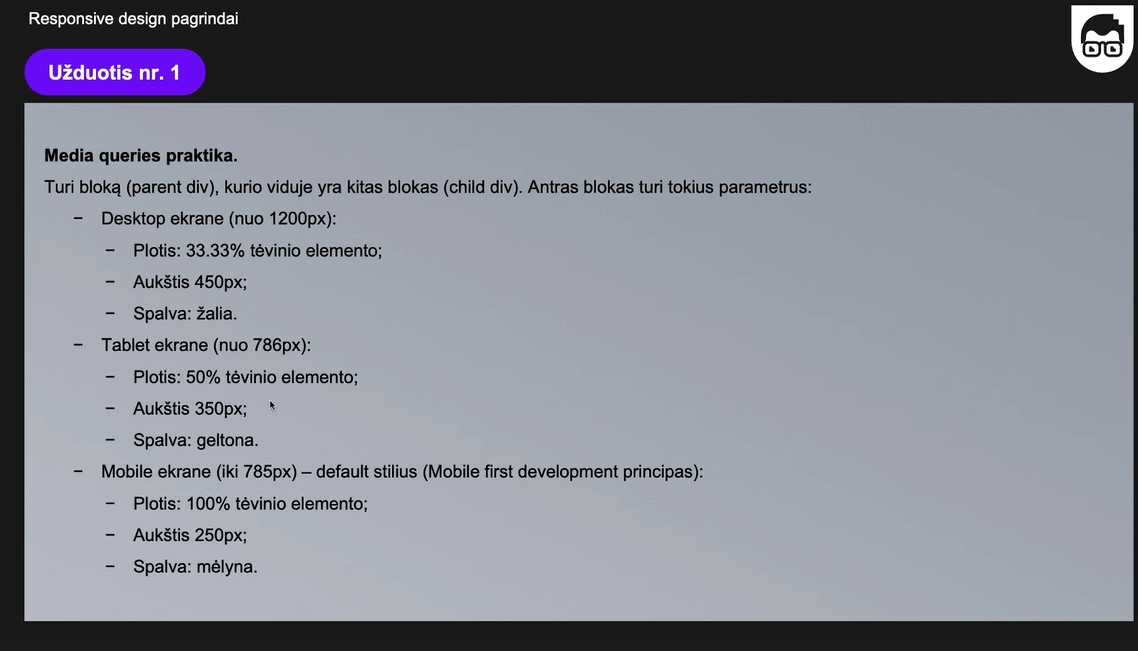 Responsive design pagrindai
Užduotis nr. 1
Media queries praktika.
Turi bloką (parent div), kurio viduje yra kitas blokas (child div). Antras blokas turi tokius parametrus:
− Desktop ekrane (nuo 1200px):
− Plotis: 33.33% tėvinio elemento;
− Aukštis 450px;
− Spalva: žalia.
− Tablet ekrane (nuo 786px):
− Plotis: 50% tėvinio elemento;
− Aukštis 350px;
− Spalva: geltona.
− Mobile ekrane (iki 785px) – default stilius (Mobile first development principas):
− Plotis: 100% tėvinio elemento;
− Aukštis 250px;
− Spalva: mėlyna.